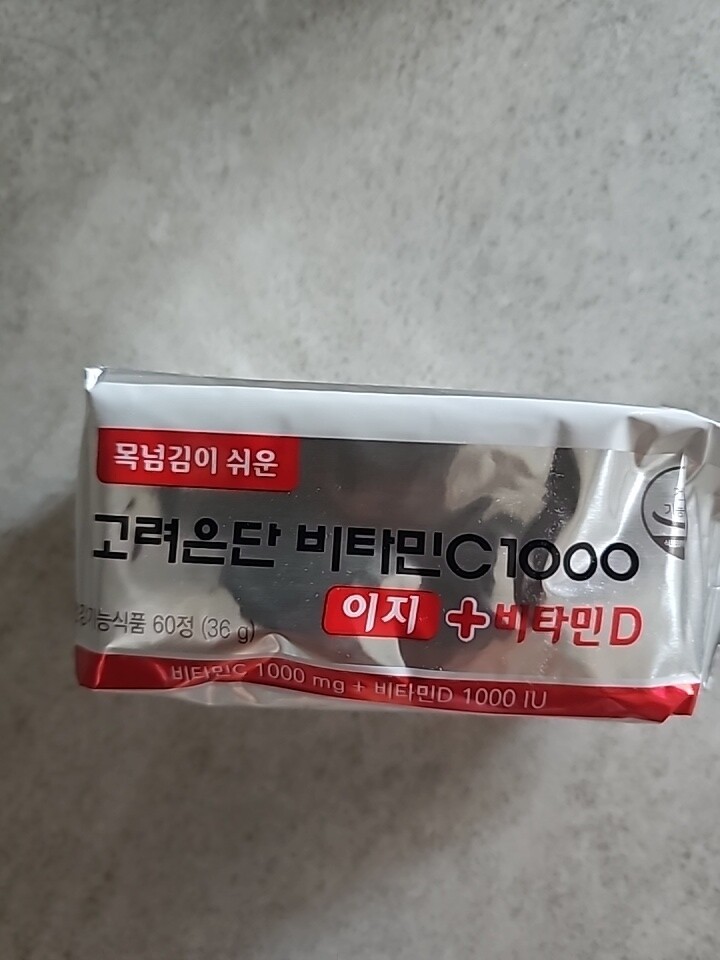 목넘김이 쉬운
고려은단 비타민C1000
이지 +비타민D
60정 (36 g)
비타민C 1000 mg + 비타민D 1000 IU